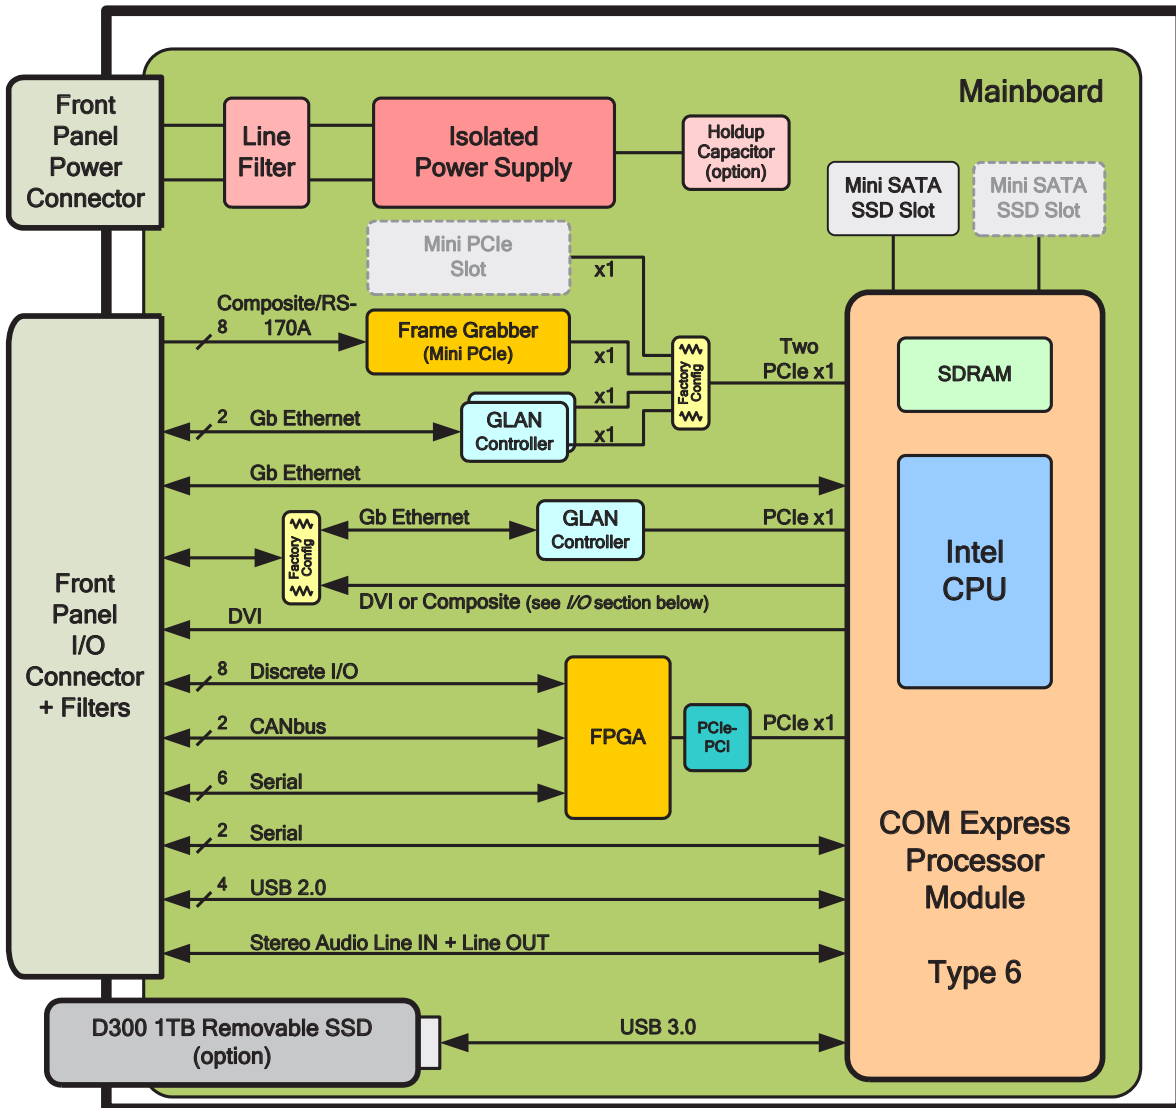 Mainboard
Front
Panel
Power
Connector
Line
Filter
Isolated
Power Supply
Holdup
Capacitor
(option)
Mini SATA
SSD Slot
Mini SATA
SSD Slot
Mini PCIe
Slot
x1
Composite/RS-
170A
8
Frame Grabber
(Mini PCIe)
x1
Factory
Config
Two
PCIe x1
SDRAM
2
Gb Ethernet
GLAN
Controller
x1
x1
Gb Ethernet
Factory
Config
Gb Ethernet
GLAN
Controller
PCIe x1
Intel
CPU
DVI or Composite (see I/O section below)
DVI
Front
Panel
I/O
Connector
+ Filters
8
Discrete I/O
2
CANbus
6
Serial
FPGA
PCIe-
PCI
PCIe x1
2
Serial
4
USB 2.0
Stereo Audio Line IN + Line OUT
COM Express
Processor
Module
Type 6
D300 1TB Removable SSD
(option)
USB 3.0